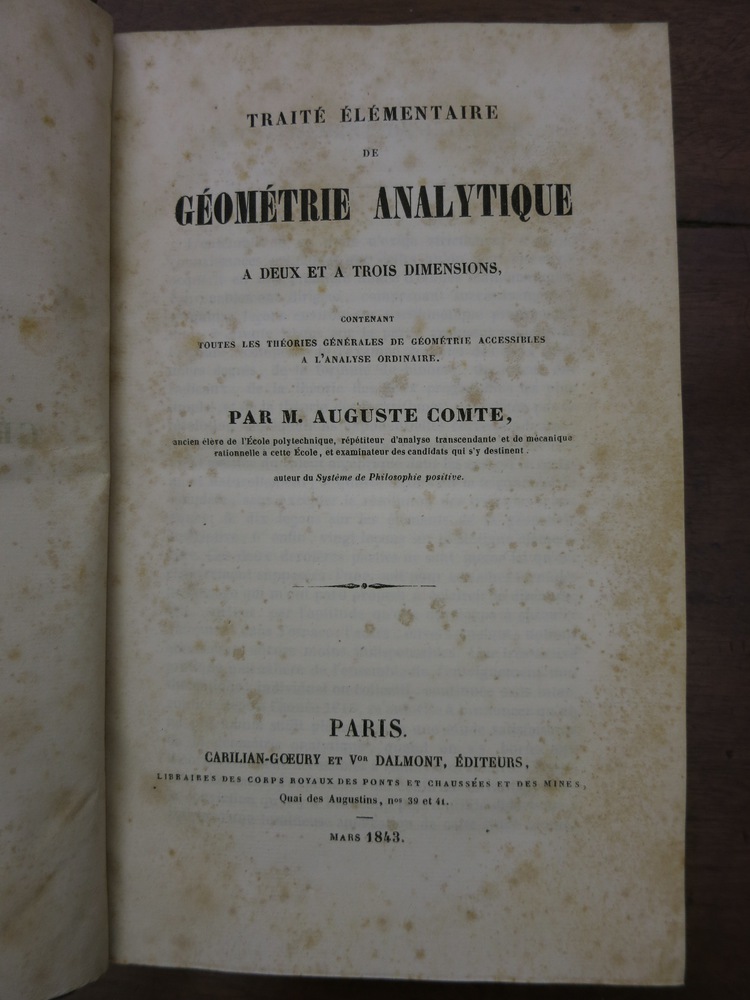 TRAITÉ ÉLÉMENTAIRE
DE
GÉOMÉTRIE ANALYTIQUE
A DEUX ET A TROIS DIMENSIONS,
CONTENANT
TOUTES LES THÉORIES GÉNÉRALES DE GÉOMÉTRIE ACCESSIBLES
A L'ANALYSE ORDINAIRE.
PAR M. AUGUSTE COMTE,
ancien élève de l'École polytechnique, répétiteur d'analyse transcendante et de mécanique
rationnelle a cette École, et examinateur des candidats qui s'y destinent.
auteur du Système de Philosophie positive.
PARIS.
CARILIAN-GŒURY ET Vor DALMONT, ÉDITEURS,
LIBRAIRES DES CORPS ROYAUX DES PONTS ET CHAUSSÉES ET DES MINES,
Quai des Augustins, nos 39 et 41.
MARS 1843.